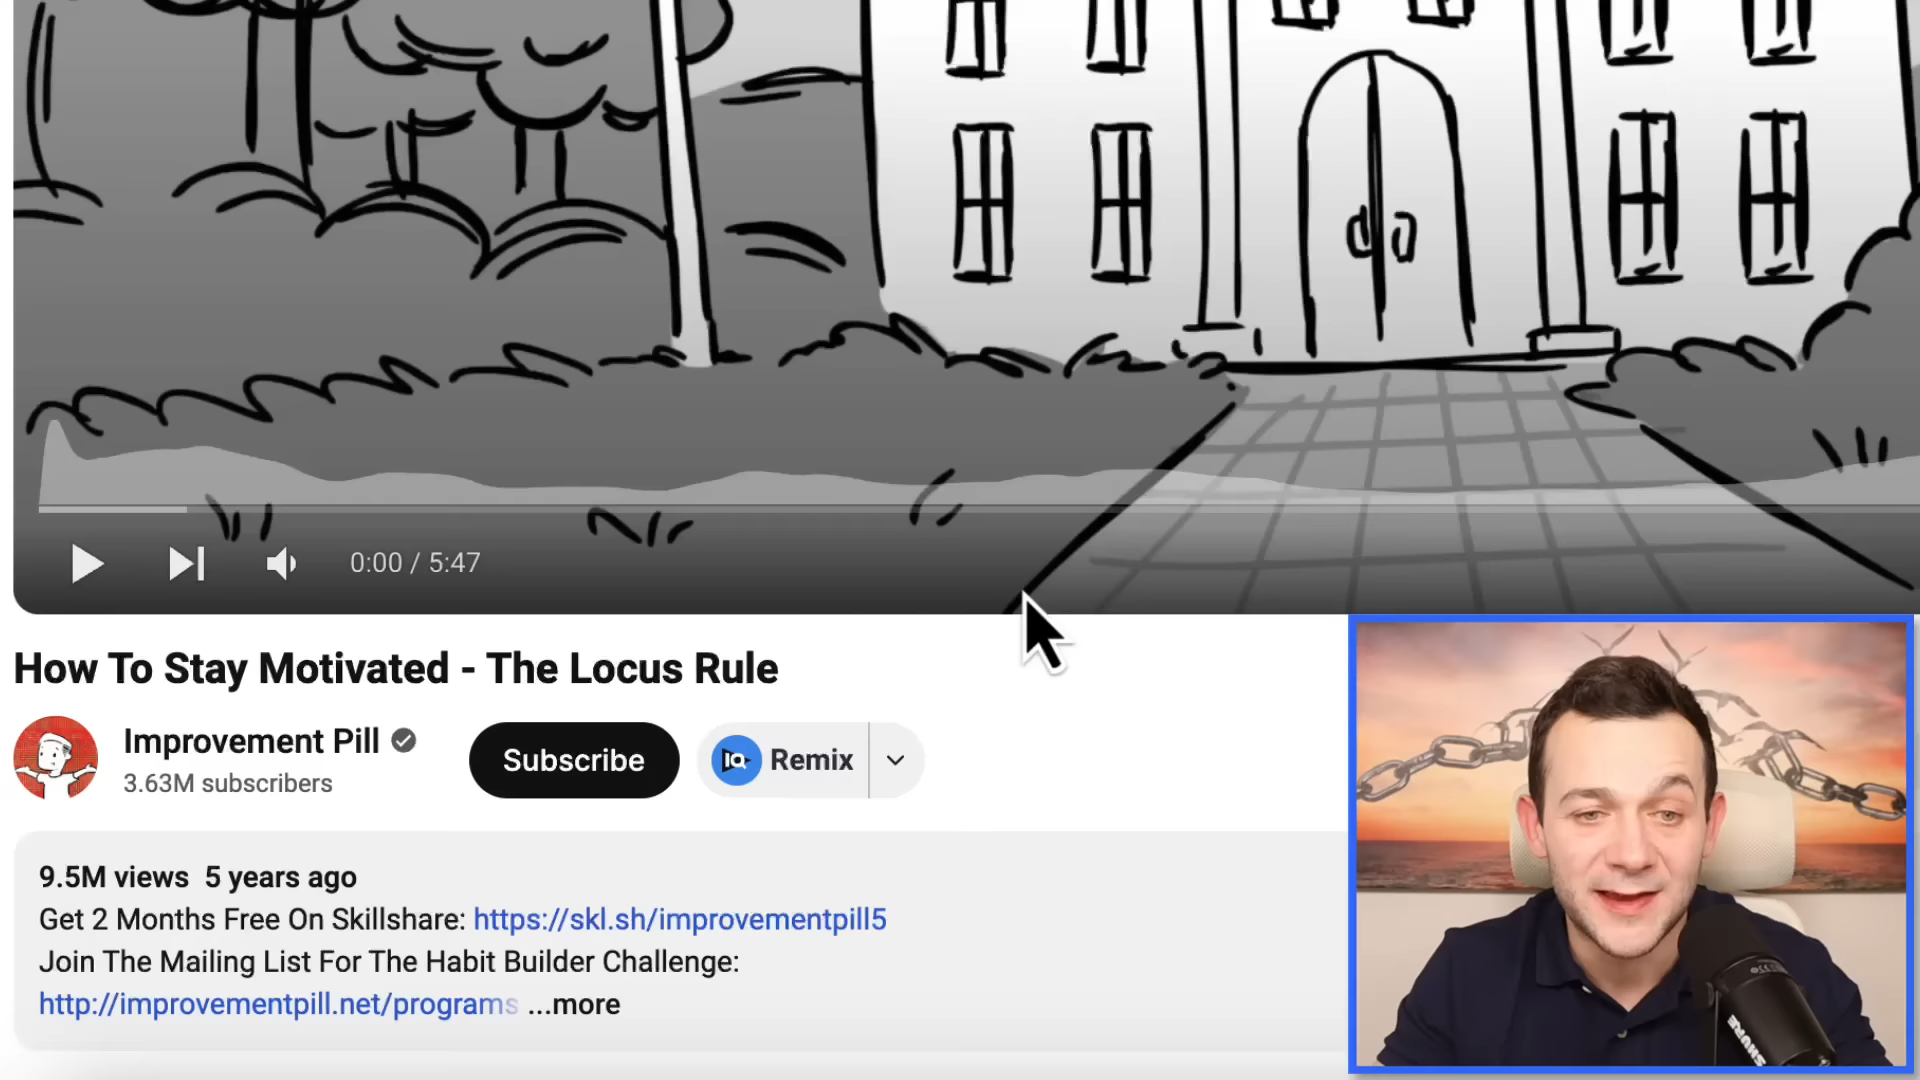 0:00 / 5:47
How To Stay Motivated - The Locus Rule
Improvement Pill
3.63M subscribers
Subscribe
IQ
Remix
9.5M views 5 years ago
Get 2 Months Free On Skillshare: https://skl.sh/improvementpill5
Join The Mailing List For The Habit Builder Challenge:
http://improvementpill.net/programs ...more
SHURE